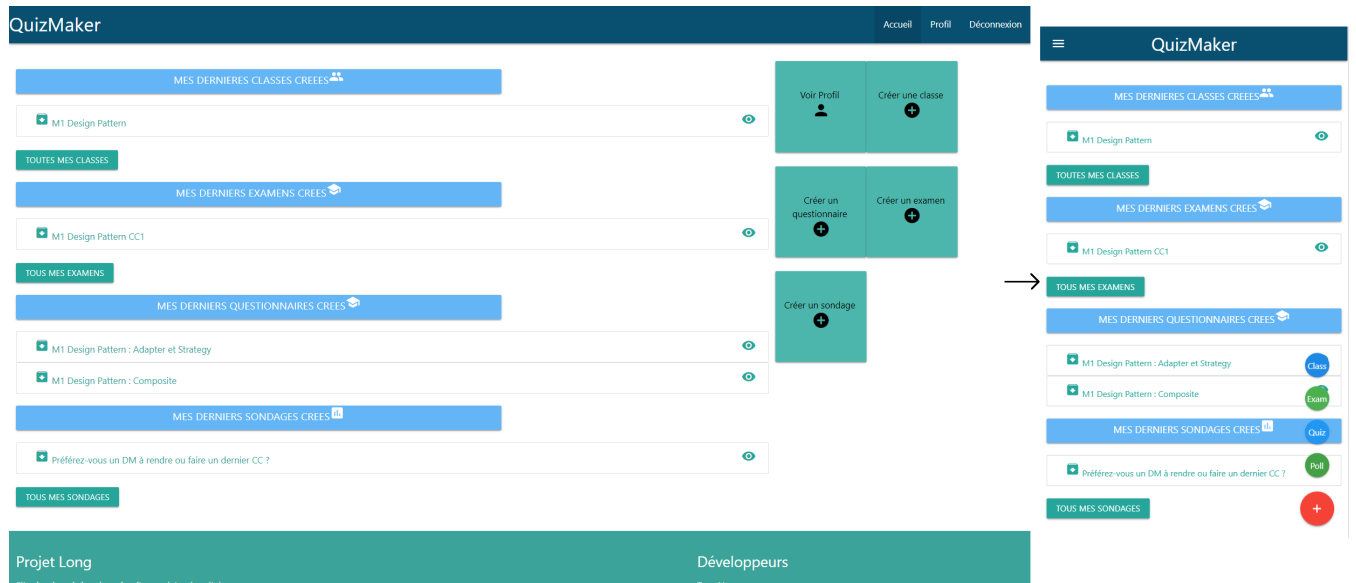 QuizMaker
Accueil Profil Déconnexion
MES DERNIERES CLASSES CREEES
M1 Design Pattern
TOUTES MES CLASSES
MES DERNIERS EXAMENS CREES
M1 Design Pattern CC1
TOUS MES EXAMENS
MES DERNIERS QUESTIONNAIRES CREES
M1 Design Pattern : Adapter et Strategy
M1 Design Pattern : Composite
MES DERNIERS SONDAGES CREES
Préférez-vous un DM à rendre ou faire un dernier CC ?
TOUS MES SONDAGES
Voir Profil
Créer une classe
Créer un
questionnaire
Créer un examen
Créer un sondage
Projet Long
Développeurs
QuizMaker
MES DERNIERES CLASSES CREEES
M1 Design Pattern
TOUTES MES CLASSES
MES DERNIERS EXAMENS CREES
M1 Design Pattern CC1
TOUS MES EXAMENS
MES DERNIERS QUESTIONNAIRES CREES
M1 Design Pattern : Adapter et Strategy
Class
M1 Design Pattern : Composite
Exam
MES DERNIERS SONDAGES CREES
Quiz
Préférez-vous un DM à rendre ou faire un dernier CC ?
Poll
TOUS MES SONDAGES